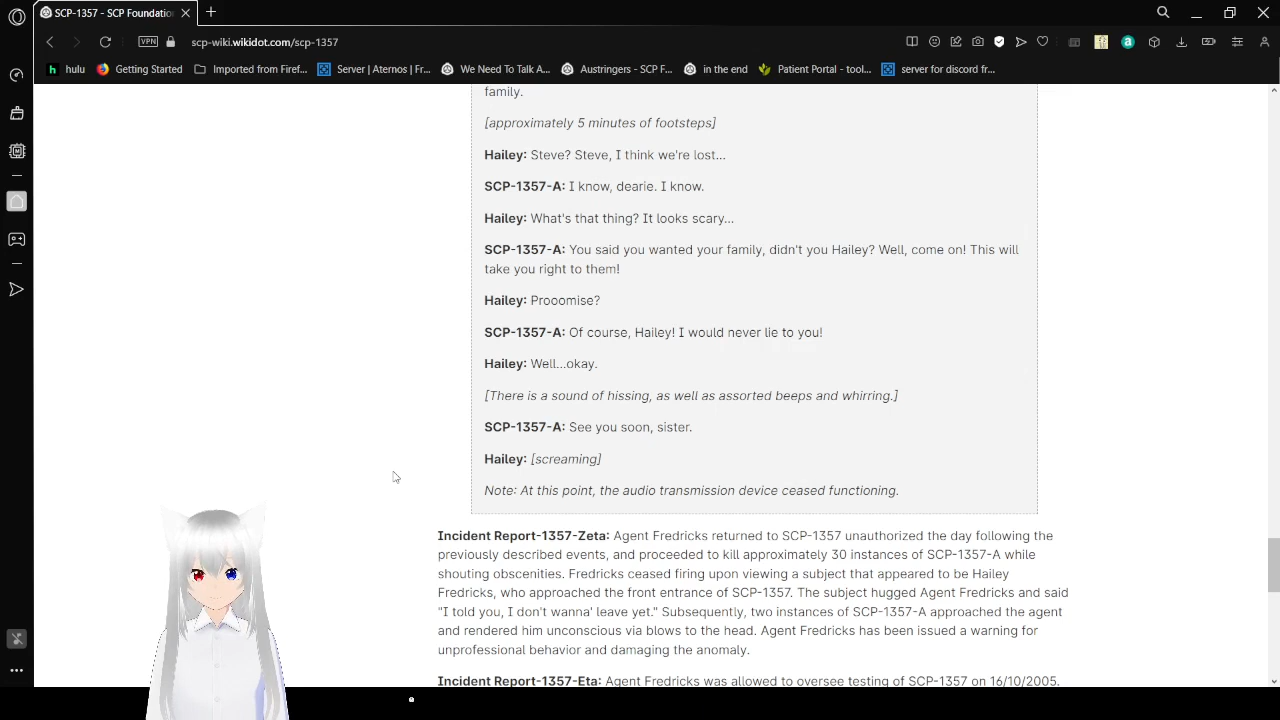 SCP-1357 - SCP Foundatio
VPN
scp-wiki.wikidot.com/scp-1357
hulu
Getting Started
Imported from Firef...
Server | Aternos | Fr...
We Need To Talk A...
Austringers - SCP F...
in the end
Patient Portal - tool...
server for discord fr...
family.
[approximately 5 minutes of footsteps]
Hailey: Steve? Steve, I think we're lost...
SCP-1357-A: I know, dearie. I know.
Hailey: What's that thing? It looks scary...
SCP-1357-A: You said you wanted your family, didn't you Hailey? Well, come on! This will
take you right to them!
Hailey: Prooomise?
SCP-1357-A: Of course, Hailey! I would never lie to you!
Hailey: Well...okay.
[There is a sound of hissing, as well as assorted beeps and whirring.]
SCP-1357-A: See you soon, sister.
Hailey: [screaming]
Note: At this point, the audio transmission device ceased functioning.
Incident Report-1357-Zeta: Agent Fredricks returned to SCP-1357 unauthorized the day following the
previously described events, and proceeded to kill approximately 30 instances of SCP-1357-A while
shouting obscenities. Fredricks ceased firing upon viewing a subject that appeared to be Hailey
Fredricks, who approached the front entrance of SCP-1357. The subject hugged Agent Fredricks and said
"I told you, I don't wanna' leave yet." Subsequently, two instances of SCP-1357-A approached the agent
and rendered him unconscious via blows to the head. Agent Fredricks has been issued a warning for
unprofessional behavior and damaging the anomaly.
Incident Report-1357-Eta: Agent Fredricks was allowed to oversee testing of SCP-1357 on 16/10/2005.